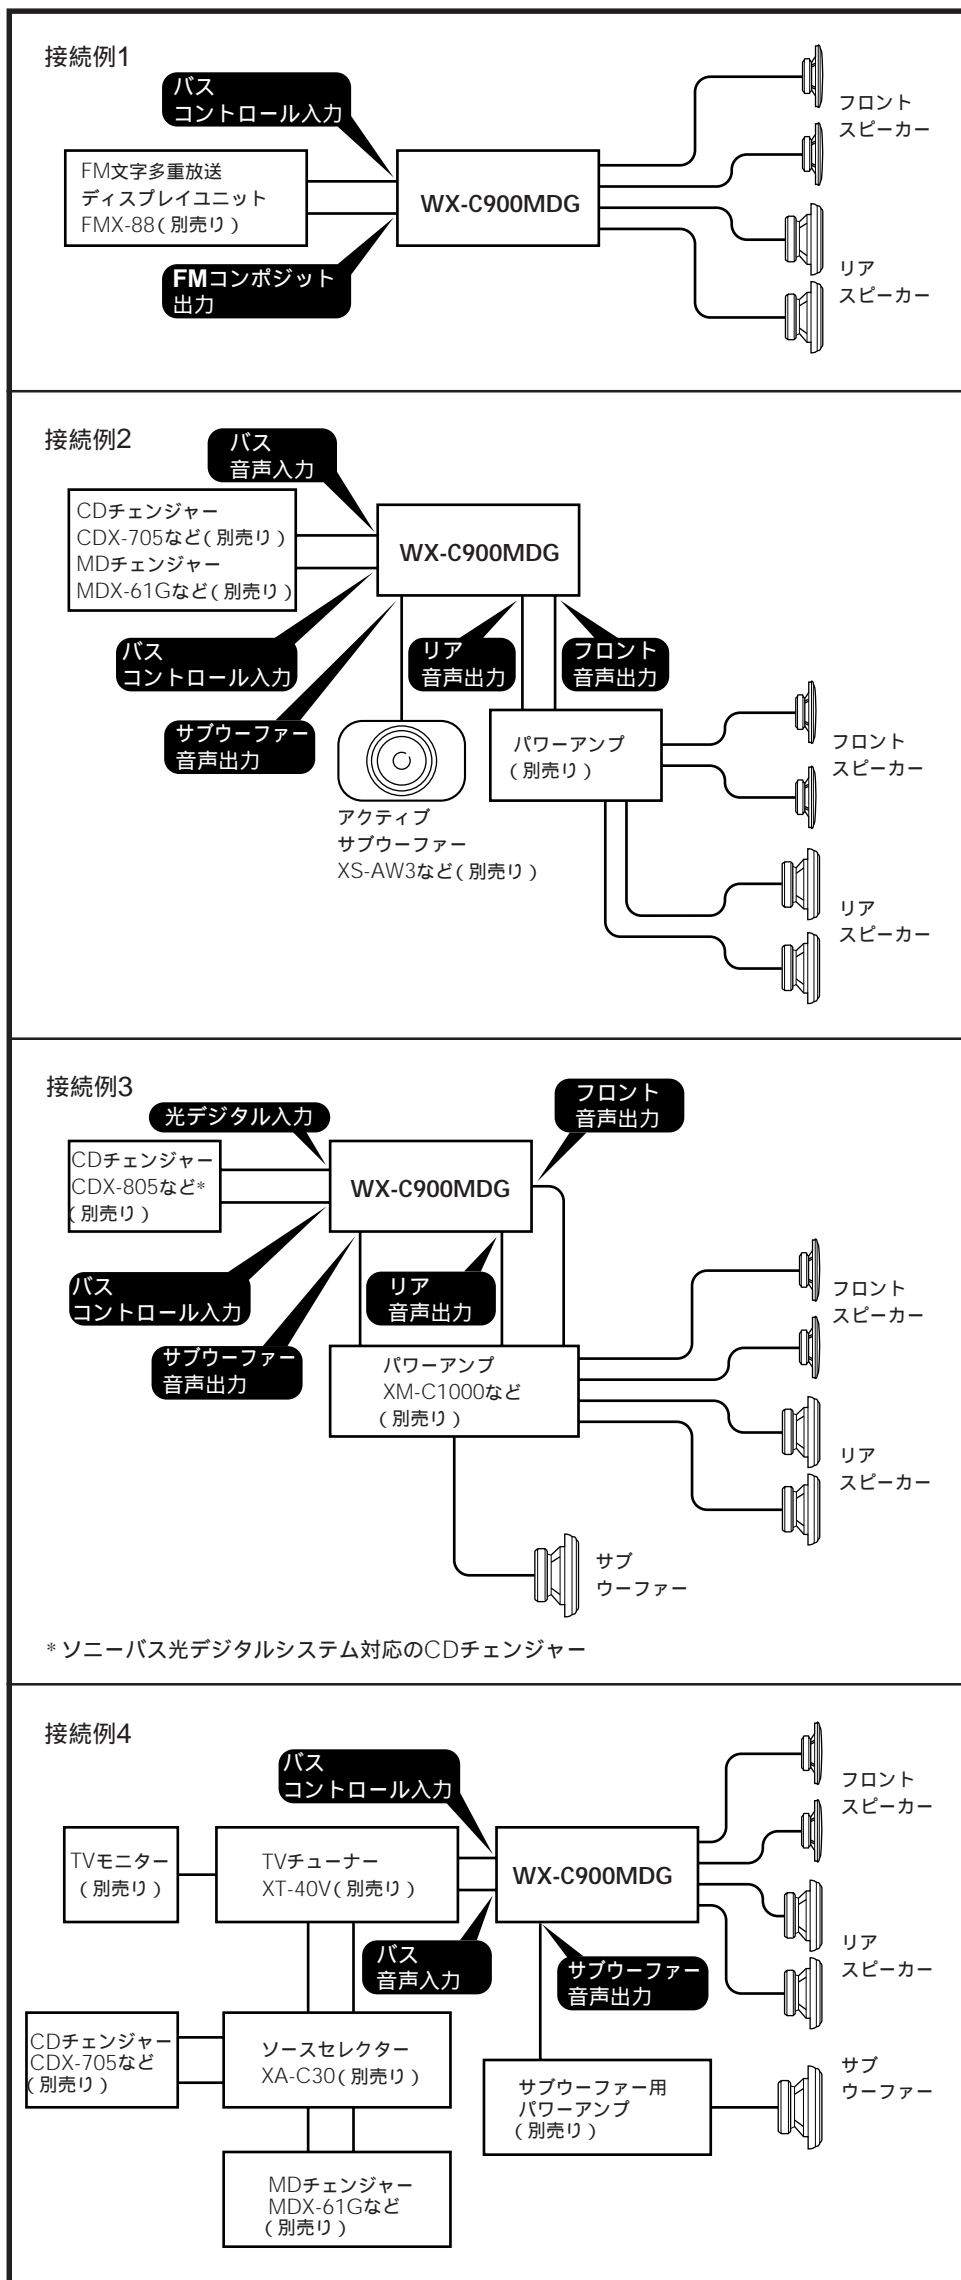 接続例1
バス
コントロール入力
FM文字多重放送
ディスプレイユニット
FMX-88(別売り)
WX-C900MDG
FMコンポジット
出力
フロント
スピーカー
リア
スピーカー
接続例2
バス
音声入力
CDチェンジャー
CDX-705など(別売り)
MDチェンジャー
MDX-61Gなど(別売り)
WX-C900MDG
バス
コントロール入力
リア
音声出力
フロント
音声出力
サブウーファー
音声出力
アクティブ
サブウーファー
XS-AW3など(別売り)
パワーアンプ
(別売り)
フロント
スピーカー
リア
スピーカー
接続例3
光デジタル入力
フロント
音声出力
CDチェンジャー
CDX-805など*
(別売り)
WX-C900MDG
バス
コントロール入力
リア
音声出力
サブウーファー
音声出力
パワーアンプ
XM-C1000など
(別売り)
フロント
スピーカー
リア
スピーカー
サブ
ウーファー
*ソニーバス光デジタルシステム対応のCDチェンジャー
接続例4
バス
コントロール入力
TVモニター
(別売り)
TVチューナー
XT-40V(別売り)
WX-C900MDG
バス
音声入力
サブウーファー
音声出力
フロント
スピーカー
リア
スピーカー
CDチェンジャー
CDX-705など
(別売り)
ソースセレクター
XA-C30(別売り)
サブウーファー用
パワーアンプ
(別売り)
サブ
ウーファー
MDチェンジャー
MDX-61Gなど
(別売り)